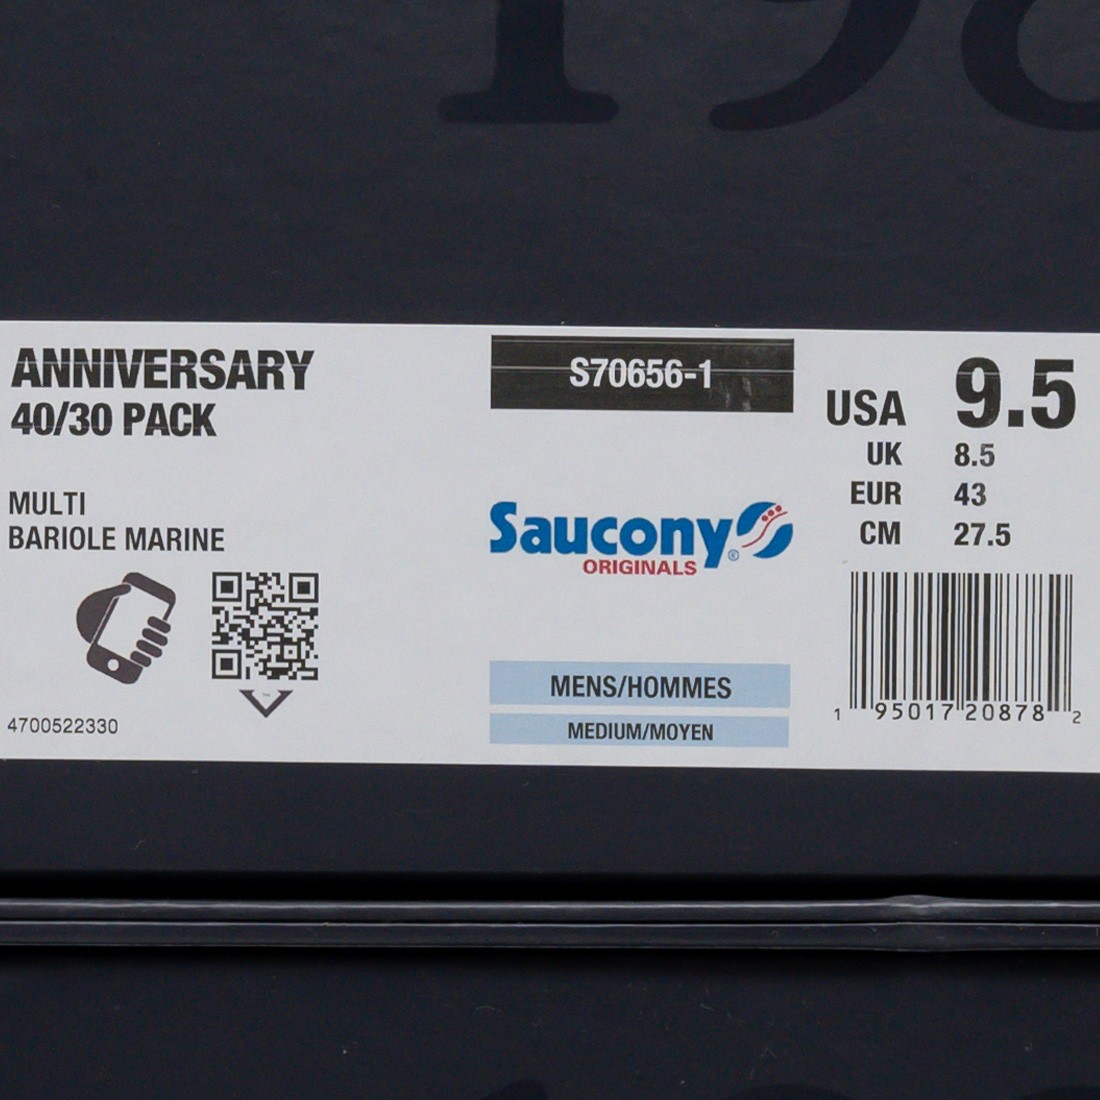 198
ANNIVERSARY
40/30 PACK
MULTI
BARIOLE MARINE
4700522330
S70656-1
Saucony®
ORIGINALS
MENS/HOMMES
MEDIUM/MOYEN
USA 9.5
UK 8.5
EUR 43
CM 27.5
1 95017 20878 2